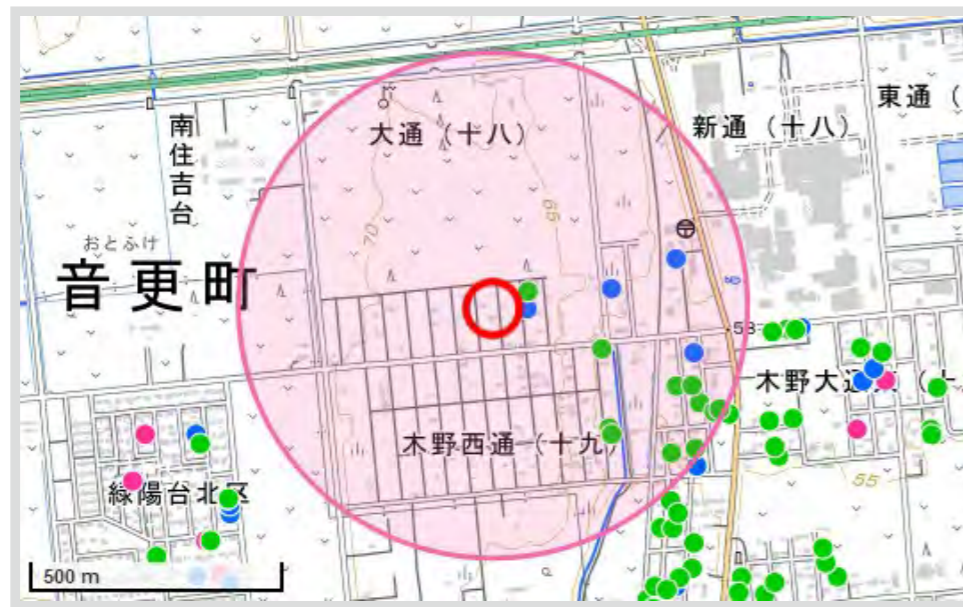 大通（十八）
新通（十八）
東通（
南住吉台
おとふけ
音更町
70
65
60
53
木野大通
木野西通（十九）
緑陽台北区
55
500 m